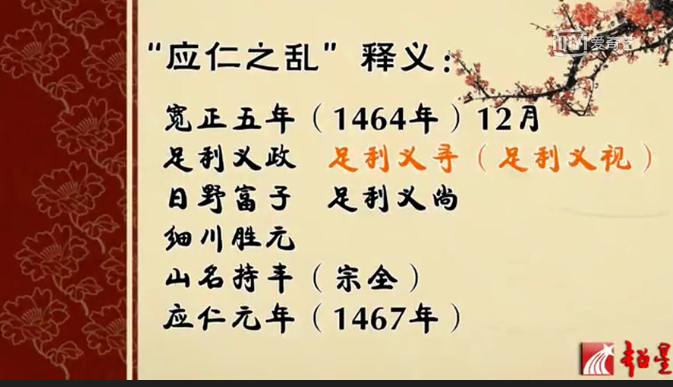 爱奇艺
“应仁之乱”释义：
宽正五年（1464年）12月
足利义政 足利义寻（足利义视）
日野富子 足利义尚
细川胜元
山名持丰（宗全）
应仁元年（1467年）